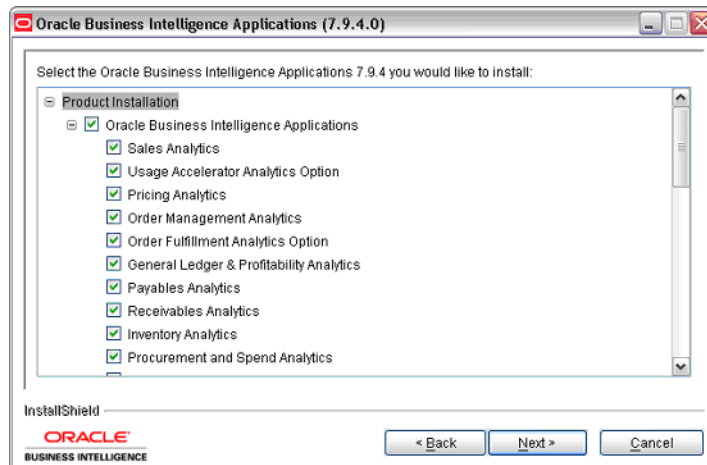 Oracle Business Intelligence Applications (7.9.4.0)
Select the Oracle Business Intelligence Applications 7.9.4 you would like to install:
Product Installation
Oracle Business Intelligence Applications
Sales Analytics
Usage Accelerator Analytics Option
Pricing Analytics
Order Management Analytics
Order Fulfillment Analytics Option
General Ledger & Profitability Analytics
Payables Analytics
Receivables Analytics
Inventory Analytics
Procurement and Spend Analytics
InstallShield
ORACLE'
BUSINESS INTELLIGENCE
< Back Next > Cancel